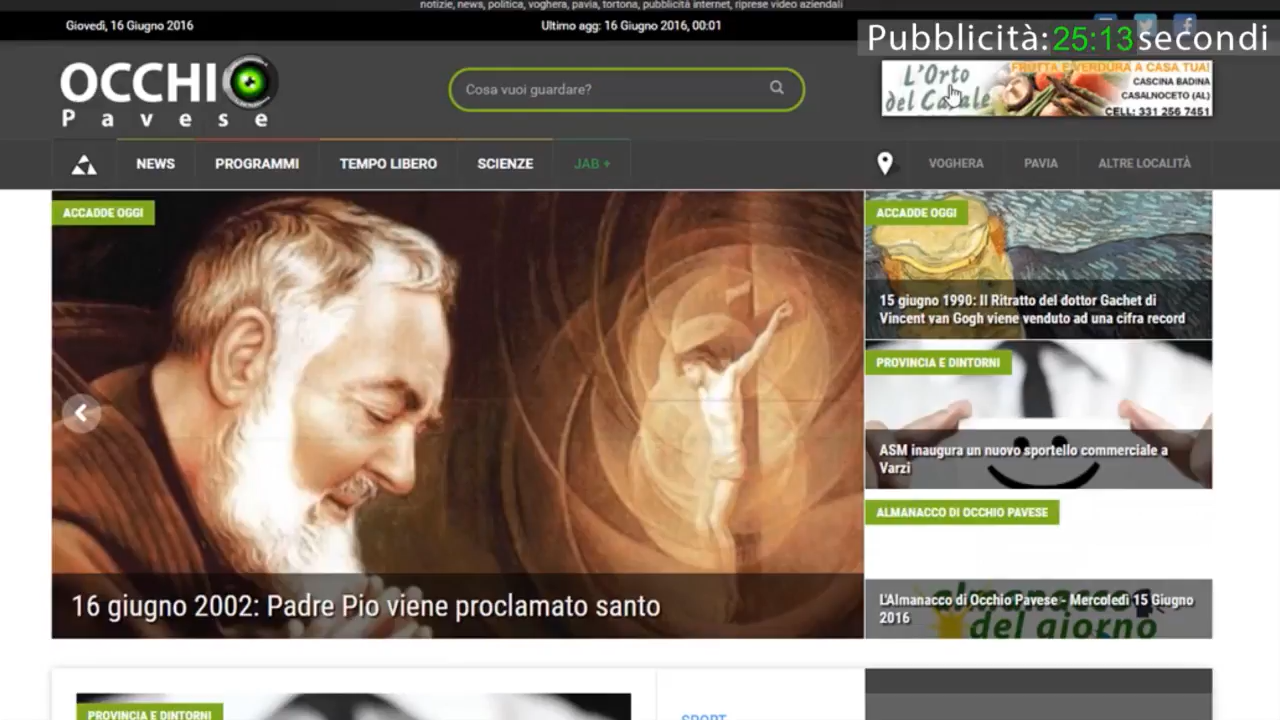 notizie, news, politica, voghera, pavia, tortona, pubblicità internet, riprese video aziendali
Giovedì, 16 Giugno 2016
Ultimo agg: 16 Giugno 2016, 00:01
Pubblicità: 25:13 secondi
OCCHIO
Pavese
Cosa vuoi guardare?
FRUTTA E VERDURA A CASA TUA!
L'Orto
del Casale
CASCINA BADINA
CASALNOCETO (AL)
CELL: 331 256 7451
NEWS
PROGRAMMI
TEMPO LIBERO
SCIENZE
JAB +
VOGHERA
PAVIA
ALTRE LOCALITÀ
ACCADDE OGGI
16 giugno 2002: Padre Pio viene proclamato santo
ACCADDE OGGI
15 giugno 1990: Il Ritratto del dottor Gachet di
Vincent van Gogh viene venduto ad una cifra record
PROVINCIA E DINTORNI
ASM inaugura un nuovo sportello commerciale a
Varzi
ALMANACCO DI OCCHIO PAVESE
L'Almanacco di Occhio Pavese - Mercoledì 15 Giugno
2016
del giorno
PROVINCIA E DINTORNI
SPORT